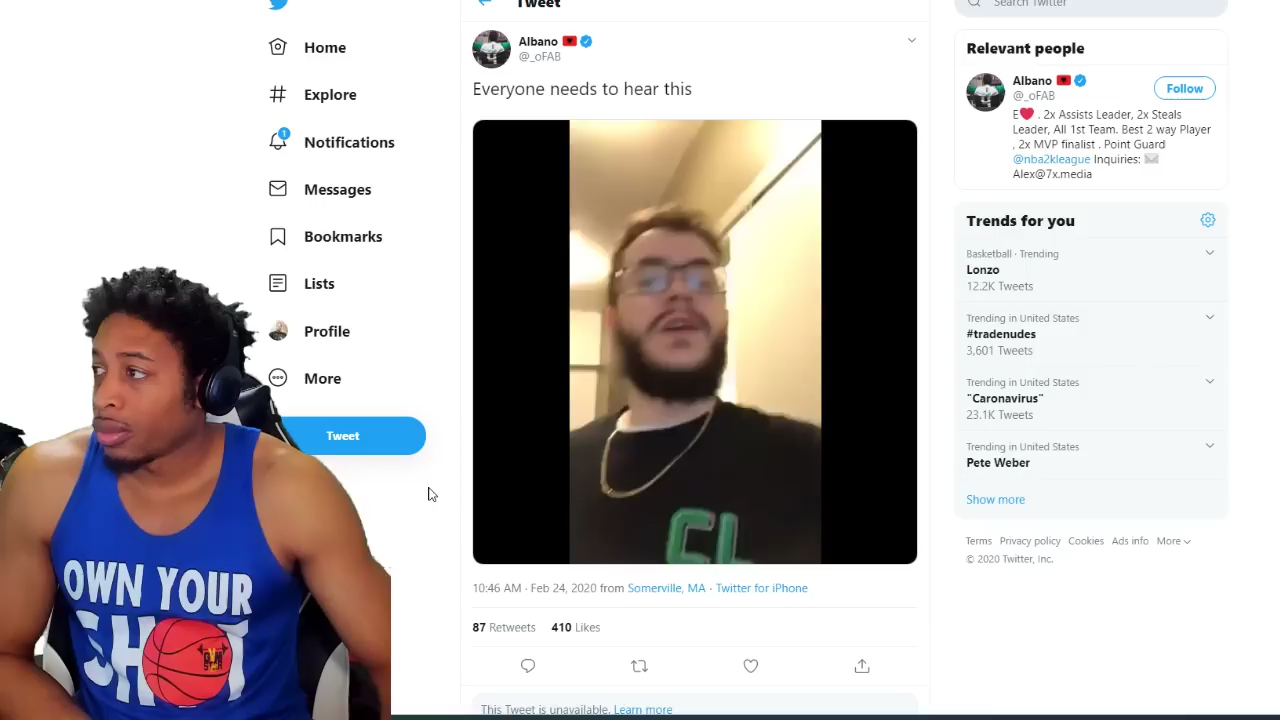 Tweet
Search Twitter
Home
Explore
1
Notifications
Messages
Bookmarks
Lists
Profile
More
Tweet
Albano
@_oFAB
Everyone needs to hear this
10:46 AM · Feb 24, 2020 from Somerville, MA · Twitter for iPhone
87 Retweets 410 Likes
This Tweet is unavailable. Learn more
Relevant people
Albano
@_oFAB
Follow
E❤️ . 2x Assists Leader, 2x Steals
Leader, All 1st Team. Best 2 way Player
, 2x MVP finalist . Point Guard
@nba2kleague Inquiries: ✉️
Alex@7x.media
Trends for you
Basketball · Trending
Lonzo
12.2K Tweets
Trending in United States
#tradenudes
3,601 Tweets
Trending in United States
"Caronavirus"
23.1K Tweets
Trending in United States
Pete Weber
Show more
Terms Privacy policy Cookies Ads info More
© 2020 Twitter, Inc.
OWN YOUR
SHOT